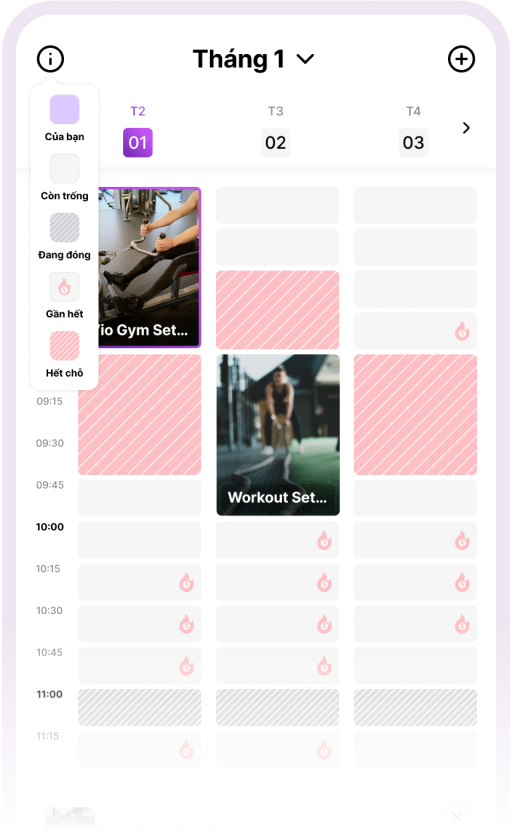 Tháng 1
T2
T3
T4
01
02
03
Của bạn
Còn trống
Đang đóng
Gần hết
Hết chỗ
io Gym Set...
Workout Set...
09:15
09:30
09:45
10:00
10:15
10:30
10:45
11:00
11:15